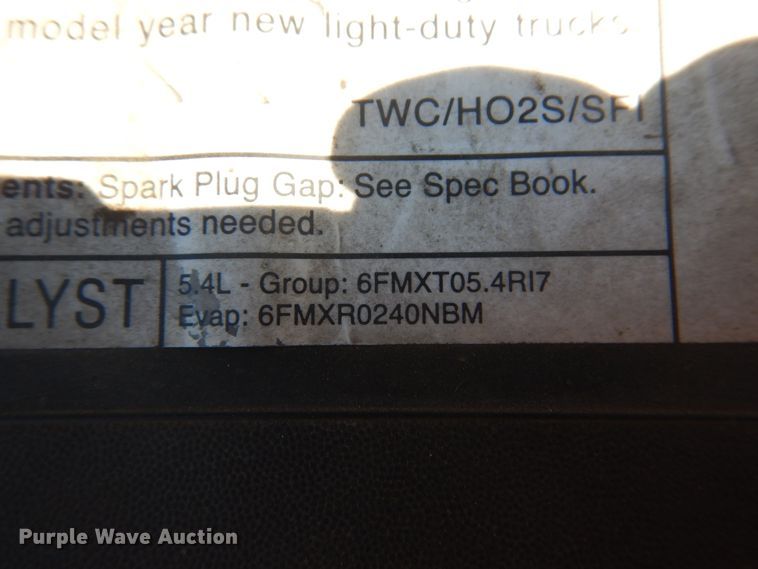 model year new light-duty trucks.
TWC/HO2S/SFI
ents: Spark Plug Gap: See Spec Book.
adjustments needed.
LYST
5.4L - Group: 6FMXT05.4RI7
Evap: 6FMXR0240NBM
Purple Wave Auction